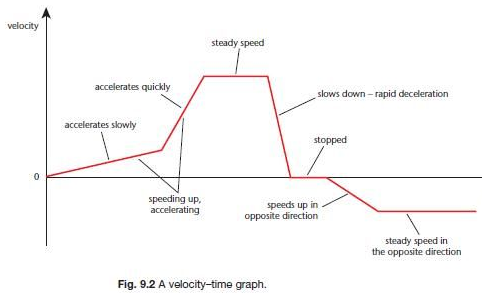 velocity
steady speed
accelerates quickly
slows down – rapid deceleration
accelerates slowly
stopped
0
speeding up,
accelerating
speeds up in
opposite direction
steady speed in
the opposite direction
Fig. 9.2 A velocity–time graph.